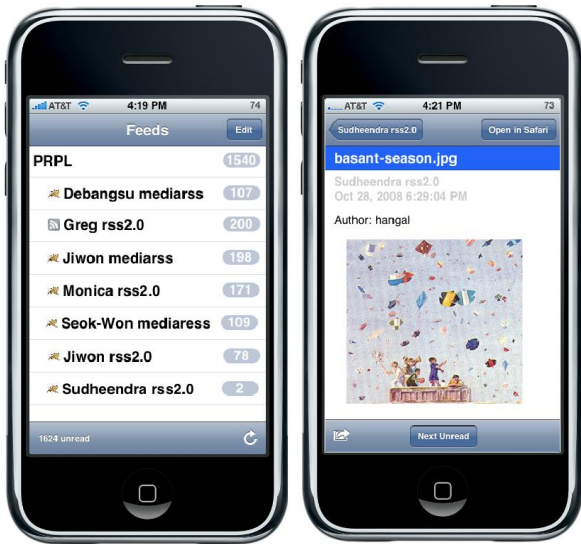 AT&T 4:19 PM 74
Feeds Edit
PRPL 1540
Debangsu mediarss 107
Greg rss2.0 200
Jiwon mediarss 198
Monica rss2.0 171
Seok-Won mediaress 109
Jiwon rss2.0 78
Sudheendra rss2.0 2
1624 unread
AT&T 4:21 PM 73
Sudheendra rss2.0 Open in Safari
basant-season.jpg
Sudheendra rss2.0
Oct 28, 2008 6:29:04 PM
Author: hangal
Next Unread